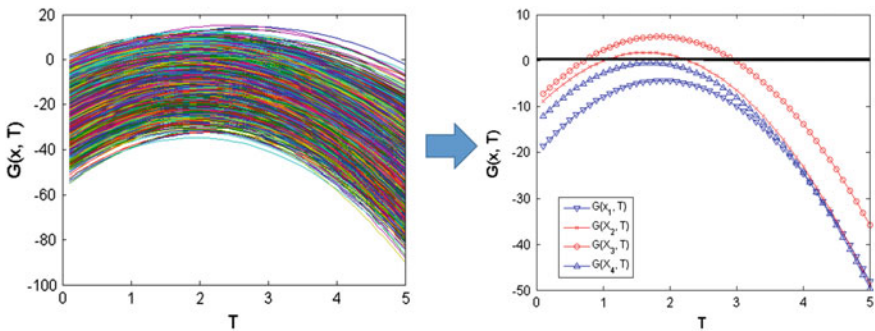 20
0
-20
-40
-60
-80
-100
G(x, T)
0 1 2 3 4 5
T
10
0
-10
-20
-30
-40
-50
G(x, T)
G(x1, T)
G(X2, T)
G(X3, T)
G(X4, T)
0 1 2 3 4 5
T